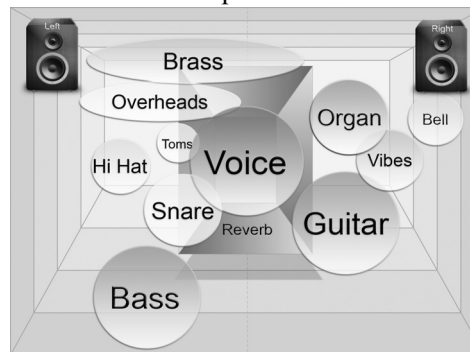 Left
Right
Brass
Overheads
Organ
Bell
Toms
Hi Hat
Voice
Vibes
Snare
Reverb
Guitar
Bass